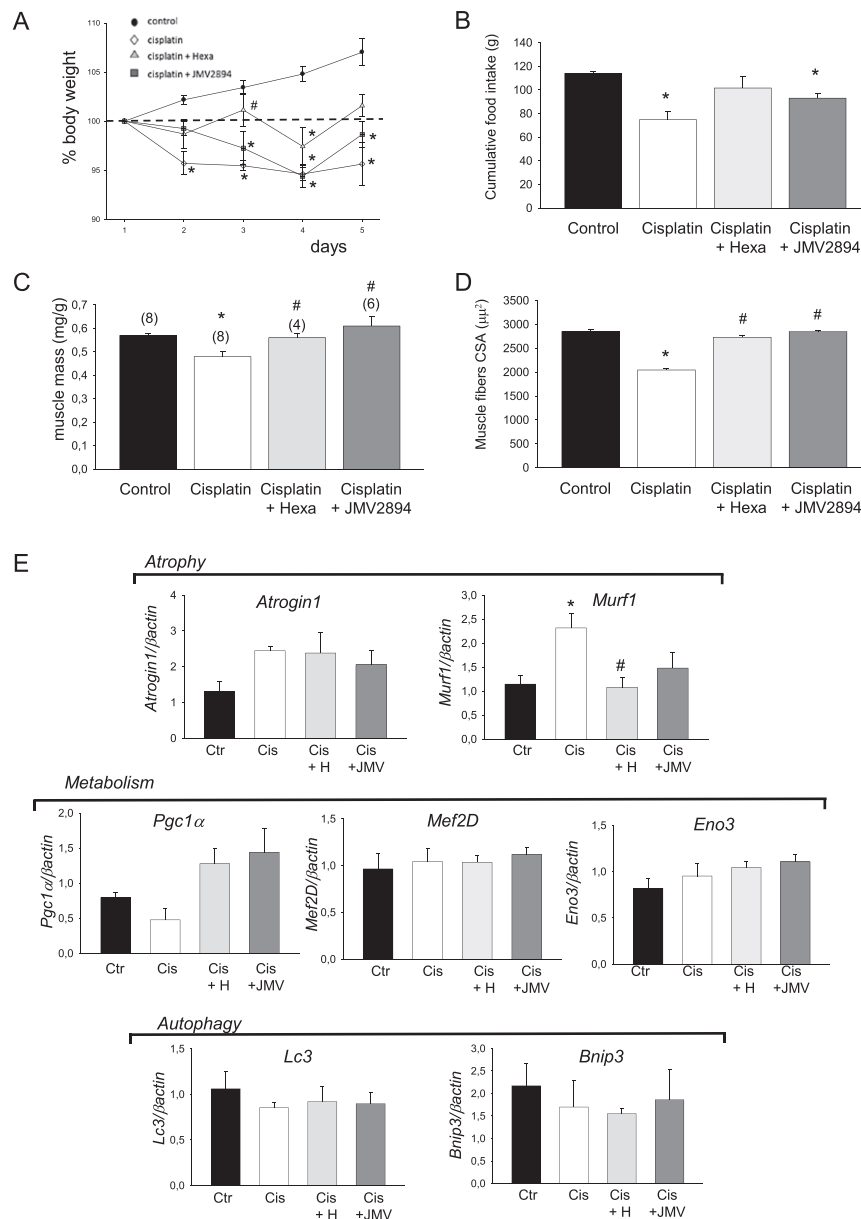 A
control
cisplatin
cisplatin + Hexa
cisplatin + JMV2894
% body weight
110
105
100
95
90
#
*
*
*
*
*
*
*
*
1
2
3
4
5
days
B
Cumulative food intake (g)
140
120
100
80
60
40
20
0
*
*
Control
Cisplatin
Cisplatin
+ Hexa
Cisplatin
+ JMV2894
C
muscle mass (mg/g)
0,7
0,6
0,5
0,4
0,3
0,2
0,1
0,0
(8)
*
(8)
#
(4)
#
(6)
Control
Cisplatin
Cisplatin
+ Hexa
Cisplatin
+ JMV2894
D
Muscle fibers CSA (μμ²)
3500
3000
2500
2000
1500
1000
500
0
*
#
#
Control
Cisplatin
Cisplatin
+ Hexa
Cisplatin
+ JMV2894
E
Atrophy
Atrogin1
Atrogin1/βactin
4
3
2
1
0
Ctr
Cis
Cis
+ H
Cis
+JMV
Murf1
Murf1/βactin
3,0
2,5
2,0
1,5
1,0
0,5
0,0
*
#
Ctr
Cis
Cis
+ H
Cis
+JMV
Metabolism
Pgc1α
Pgc1α/βactin
2,0
1,5
1,0
0,5
0,0
Ctr
Cis
Cis
+ H
Cis
+JMV
Mef2D
Mef2D/βactin
1,5
1,0
0,5
0,0
Ctr
Cis
Cis
+ H
Cis
+JMV
Eno3
Eno3/βactin
1,5
1,0
0,5
0,0
Ctr
Cis
Cis
+ H
Cis
+JMV
Autophagy
Lc3
Lc3/βactin
1,5
1,0
0,5
0,0
Ctr
Cis
Cis
+ H
Cis
+JMV
Bnip3
Bnip3/βactin
3,0
2,5
2,0
1,5
1,0
0,5
0,0
Ctr
Cis
Cis
+ H
Cis
+JMV